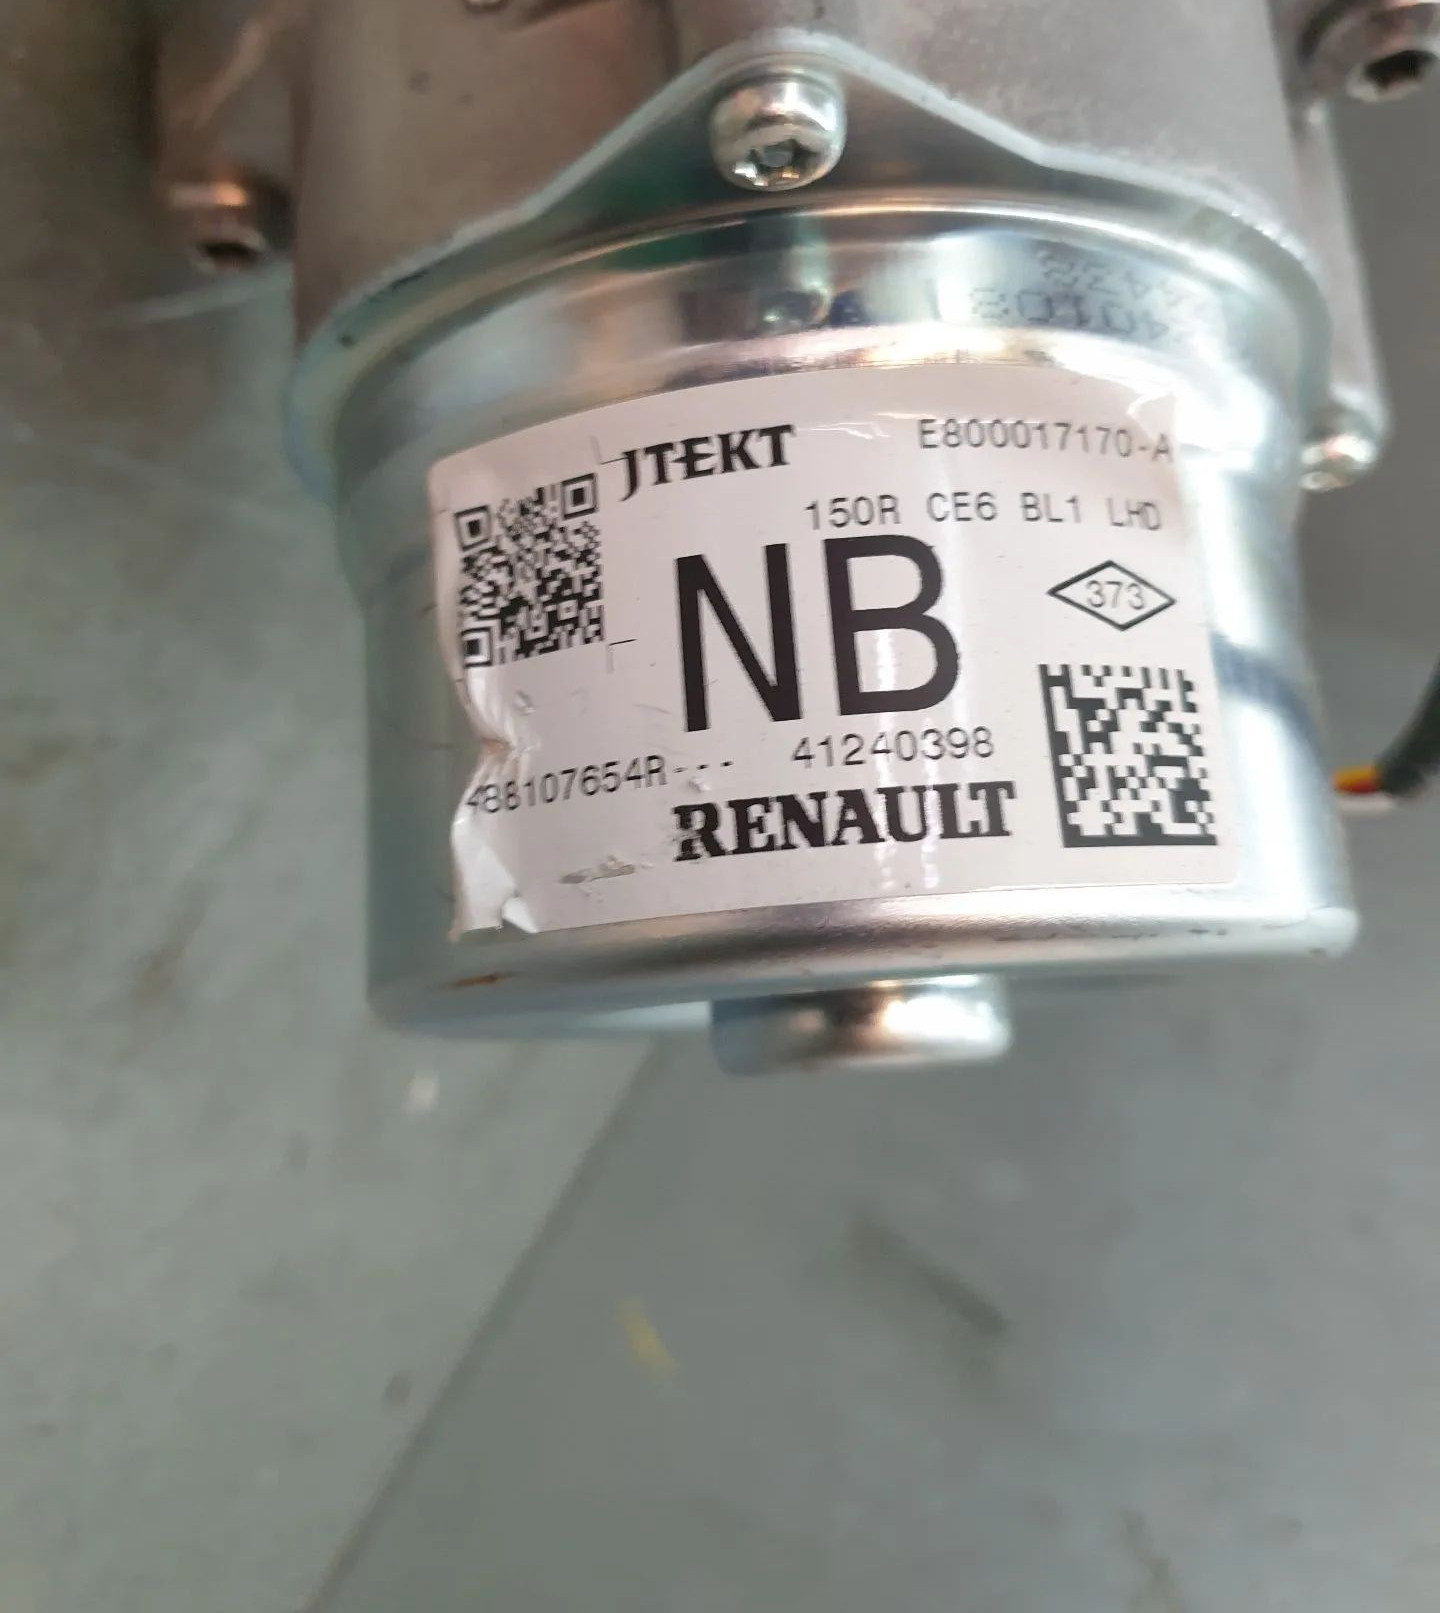 JTEKT E800017170-A
150R CE6 BL1 LHD
NB
373
488107654R--- 41240398
RENAULT